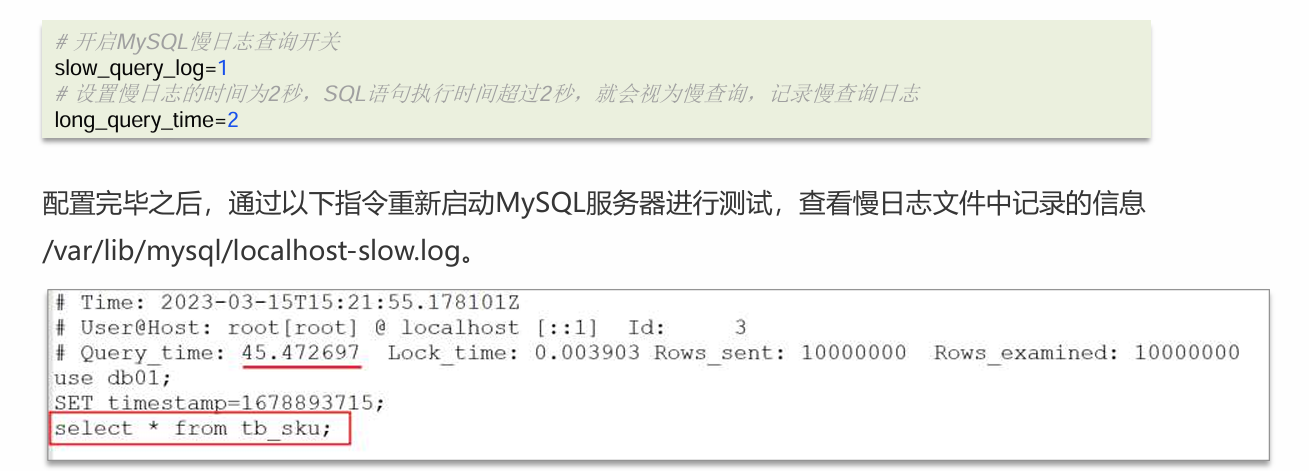 # 开启MySQL慢日志查询开关
slow_query_log=1
# 设置慢日志的时间为2秒，SQL语句执行时间超过2秒，就会视为慢查询，记录慢查询日志
long_query_time=2
配置完毕之后，通过以下指令重新启动MySQL服务器进行测试，查看慢日志文件中记录的信息
/var/lib/mysql/localhost-slow.log。
# Time: 2023-03-15T15:21:55.178101Z
# User@Host: root[root] @ localhost [::1]  Id:     3
# Query_time: 45.472697  Lock_time: 0.003903 Rows_sent: 10000000  Rows_examined: 10000000
use db01;
SET timestamp=1678893715;
select * from tb_sku;